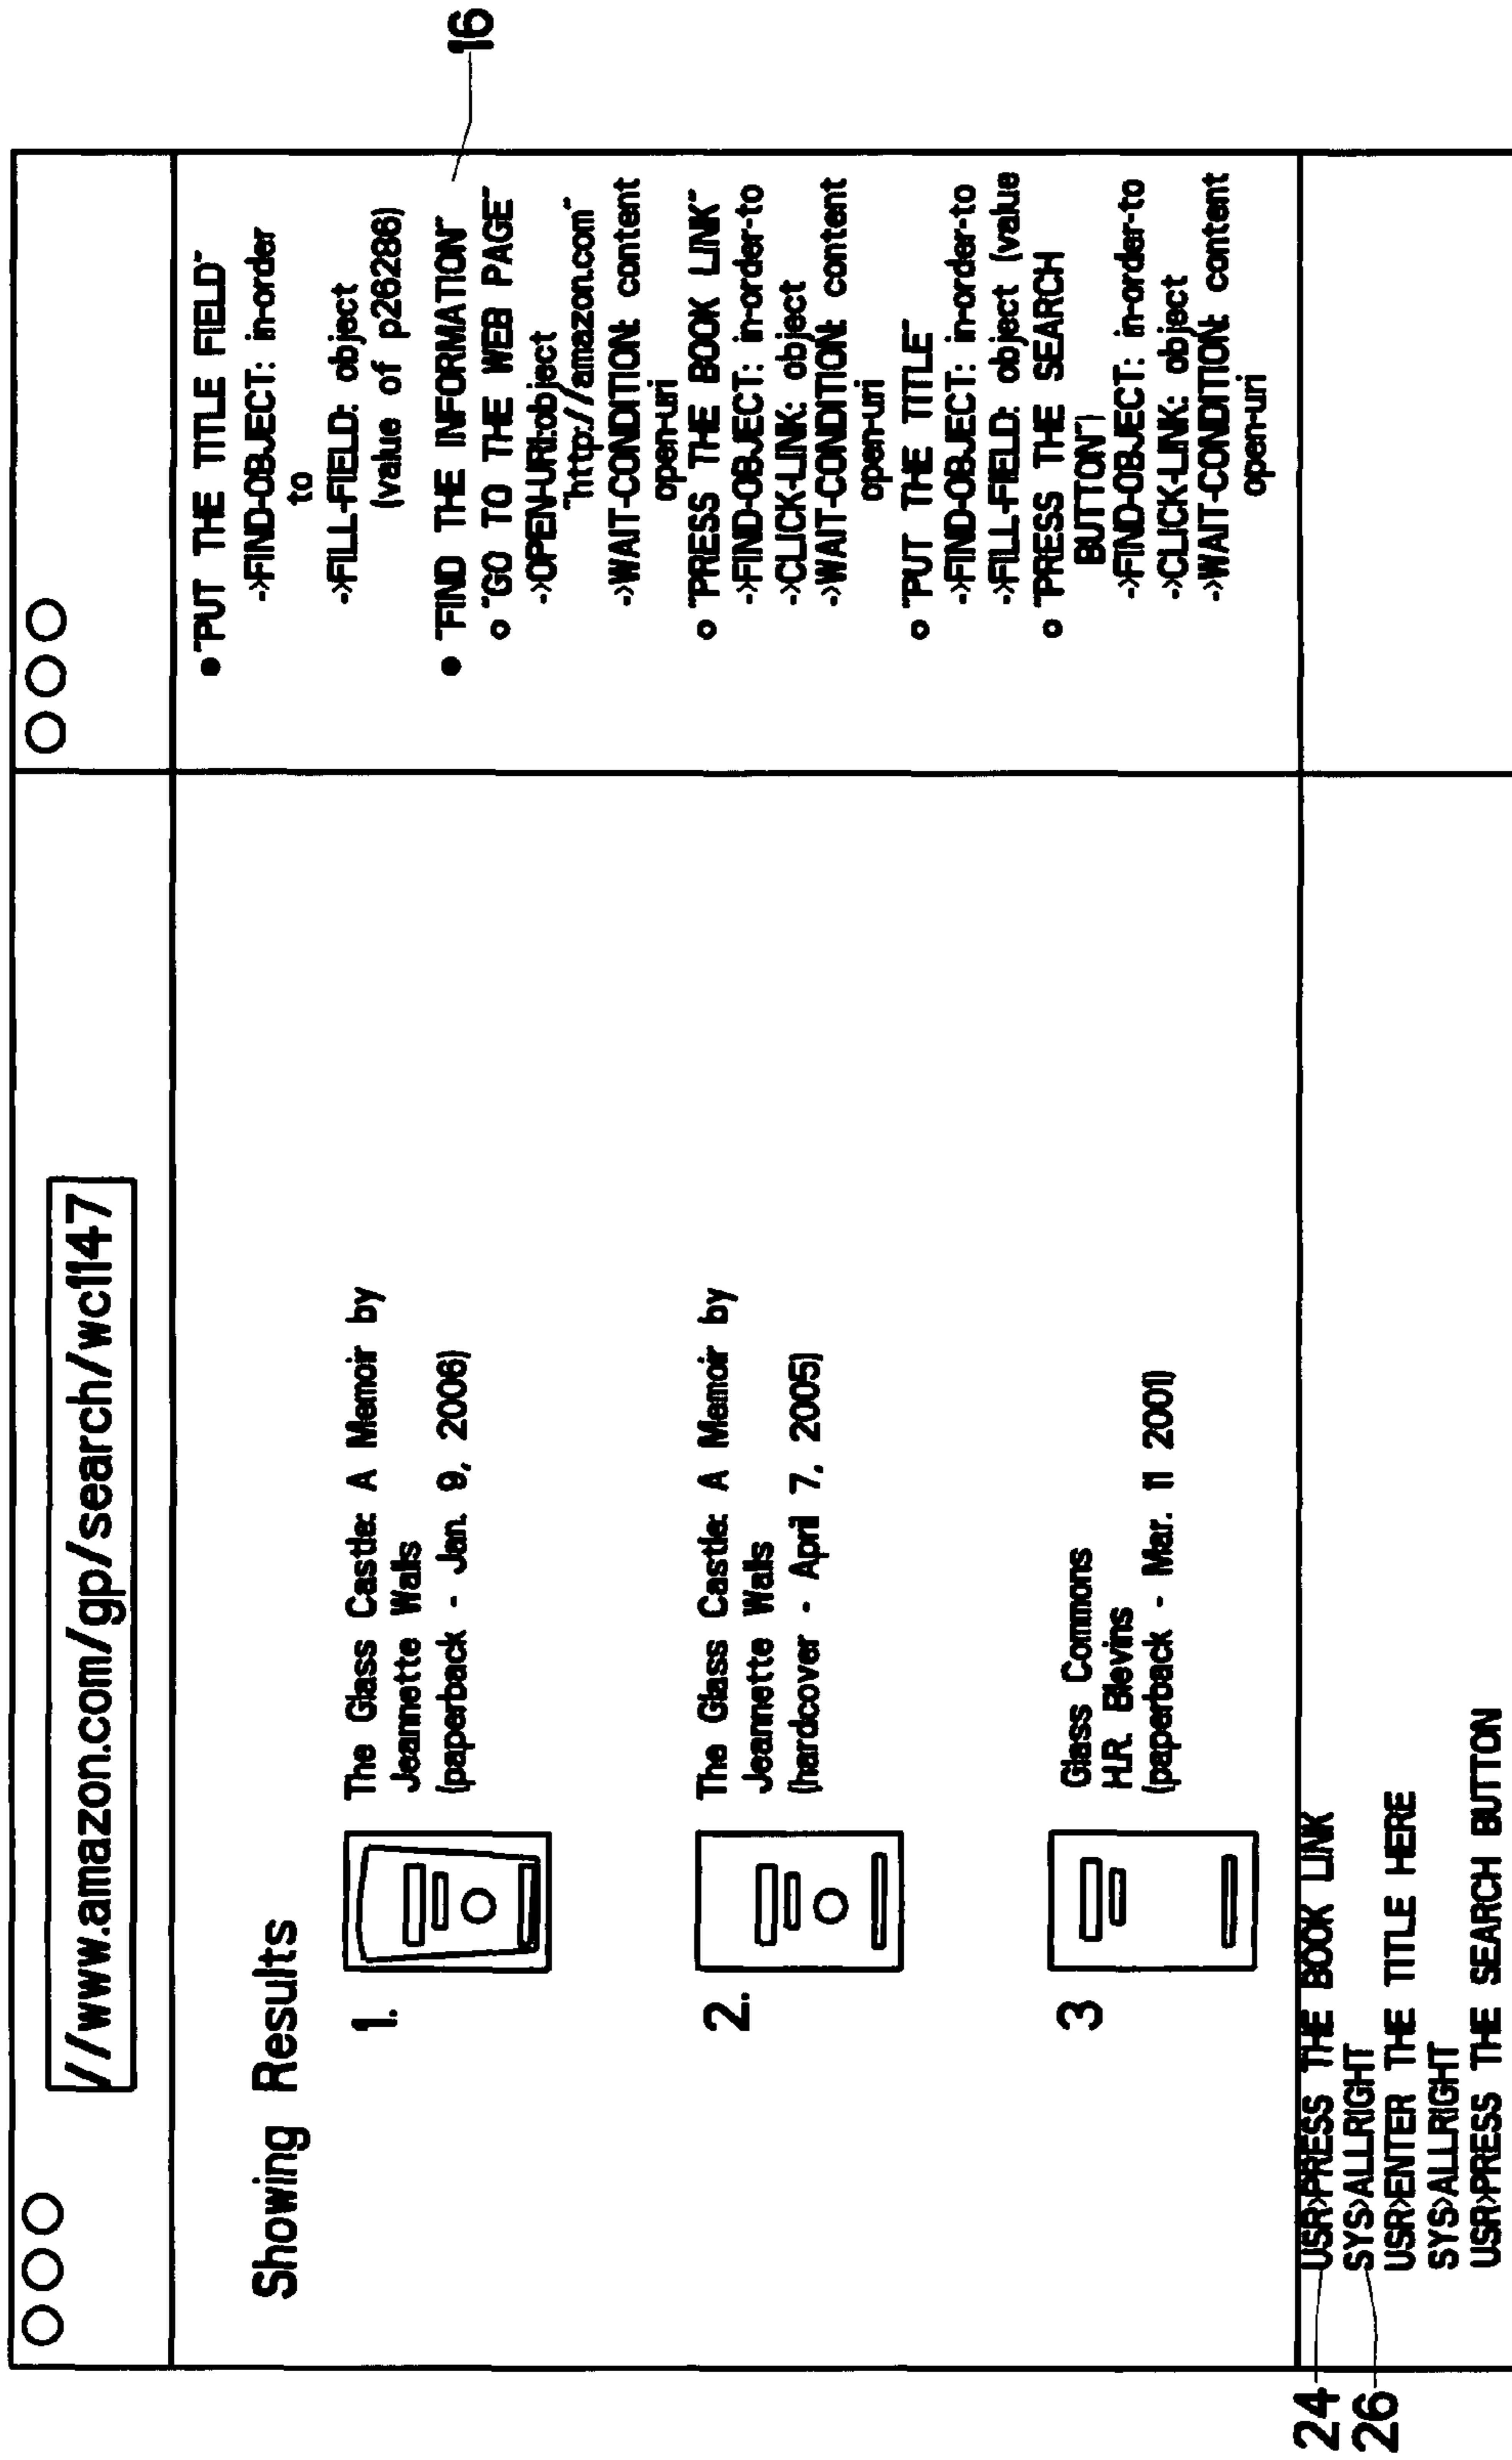 //www.amazon.com/gp/search/wc1147
Showing Results
1.
The Glass Castle: A Memoir by
Jeannette Walls
(paperback - Jan. 9, 2006)
2.
The Glass Castle: A Memoir by
Jeannette Walls
(hardcover - April 7, 2005)
3
Glass Commons
H.R. Blevins
(paperback - Mar. 11 2001)
•"PUT THE TITLE FIELD"
->FIND-OBJECT: in-order
to
->FILL-FIELD: object
(value of p26286)
• "FIND THE INFORMATION"
o "GO TO THE WEB PAGE"
->OPEN-URI:object
"http://amazon.com"
->WAIT-CONDITION: content
open-uri
o "PRESS THE BOOK LINK"
->FIND-OBJECT: in-order-to
->CLICK-LINK: object
->WAIT-CONDITION: content
open-uri
o "PUT THE TITLE"
->FIND-OBJECT: in-order-to
->FILL-FIELD: object (value
o "PRESS THE SEARCH
BUTTON")
->FIND-OBJECT: in-order-to
->CLICK-LINK: object
->WAIT-CONDITION: content
open-uri
16
24
USR>PRESS THE BOOK LINK
26
SYS>ALLRIGHT
USR>ENTER THE TITLE HERE
SYS>ALLRIGHT
USR>PRESS THE SEARCH BUTTON